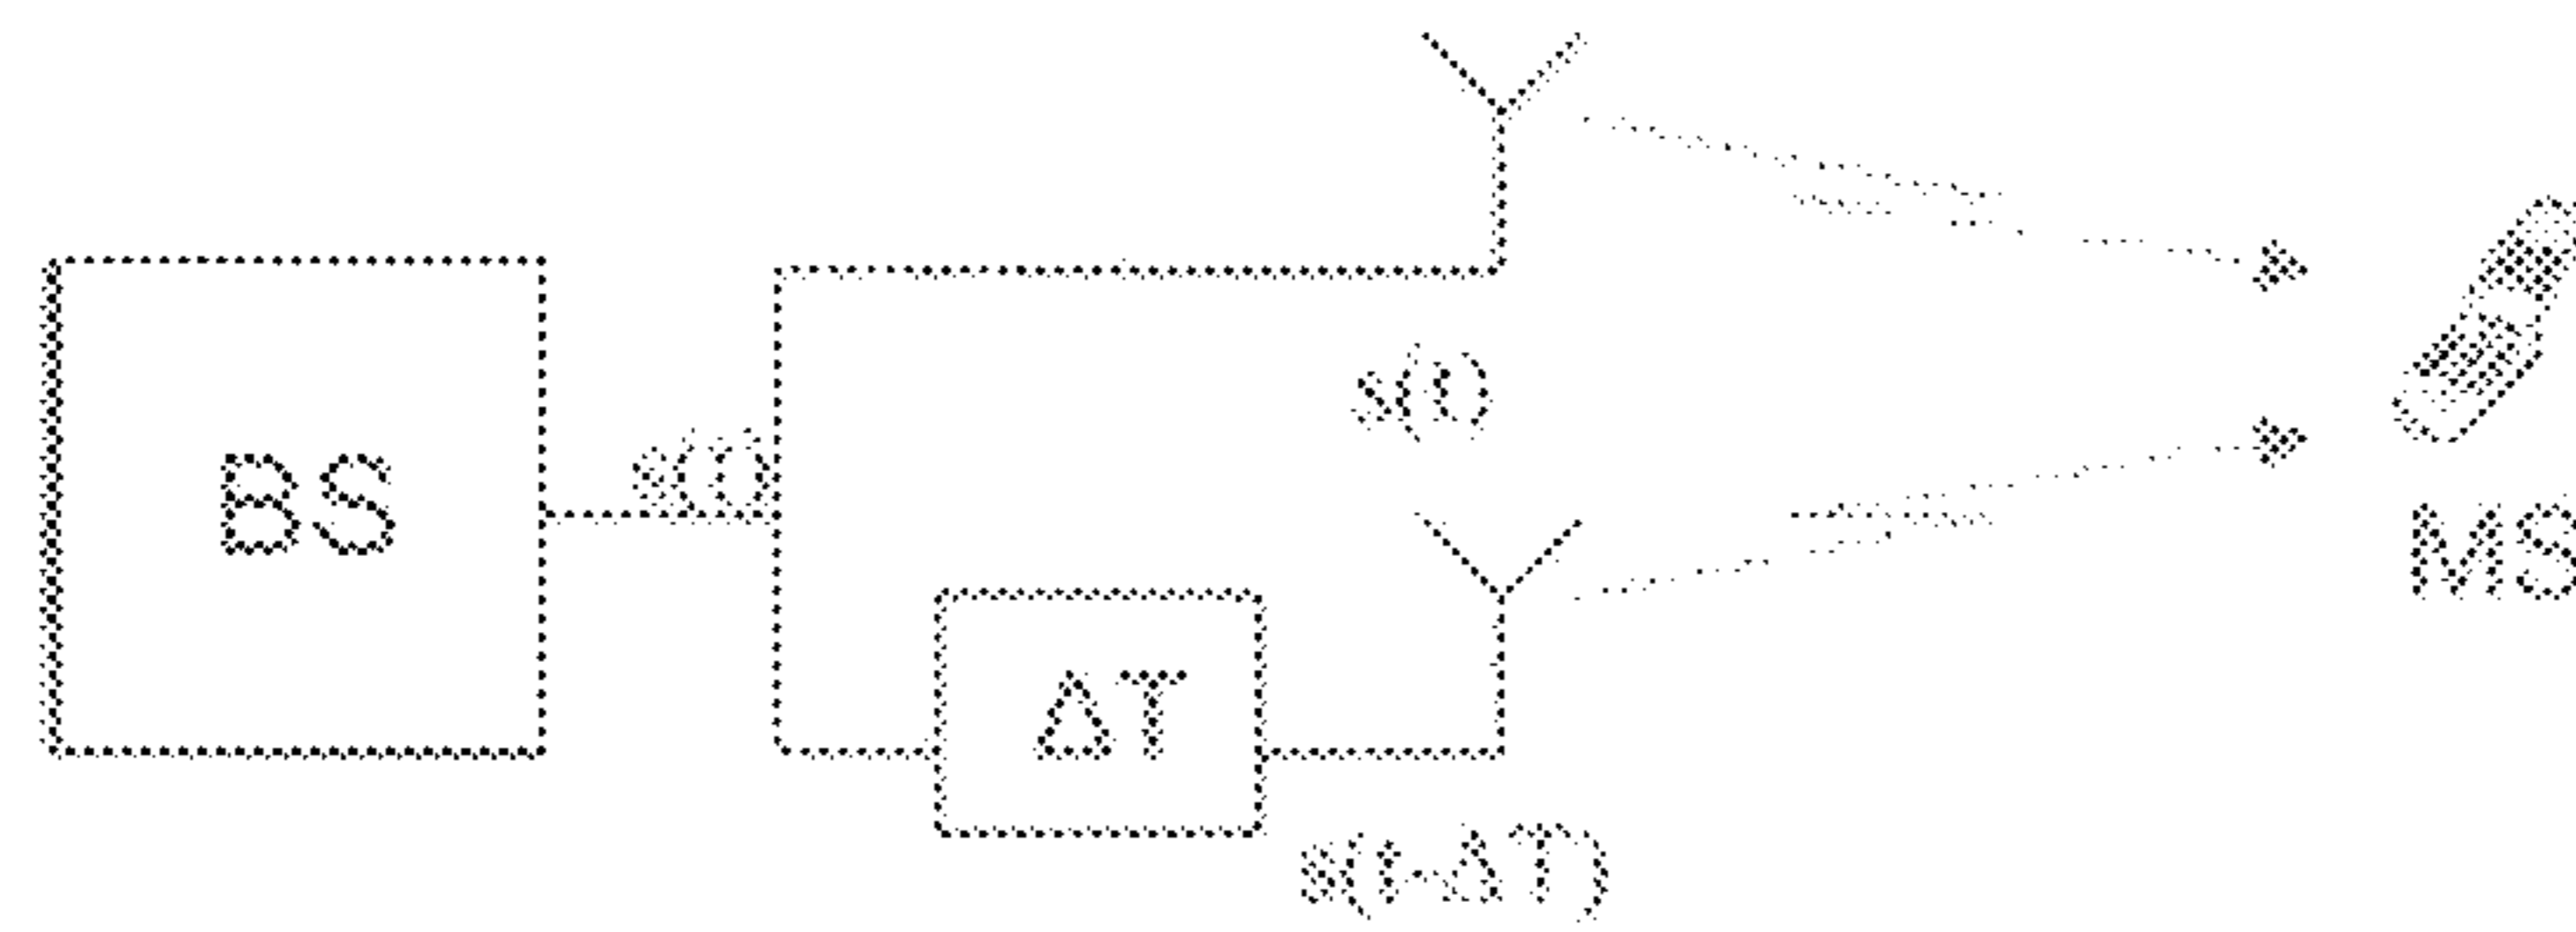 s(t)
BS
s(t)
MS
ΔT
s(t-ΔT)